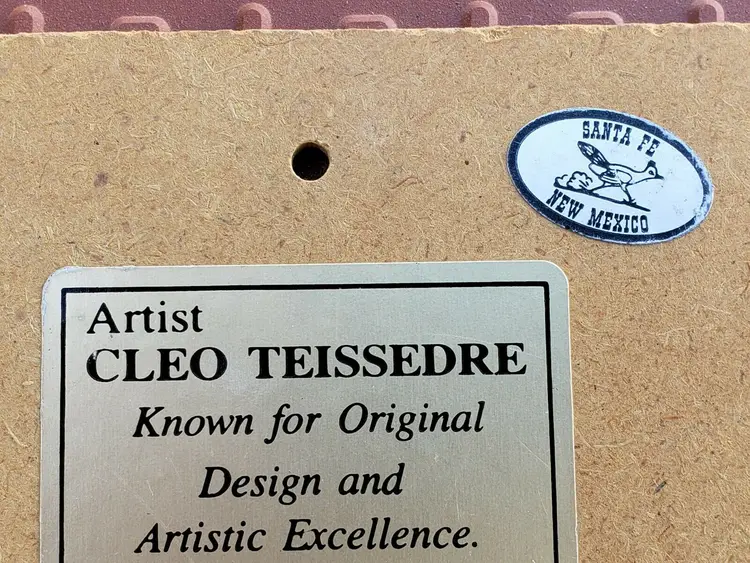 SANTA FE
NEW MEXICO
Artist
CLEO TEISSEDRE
Known for Original
Design and
Artistic Excellence.